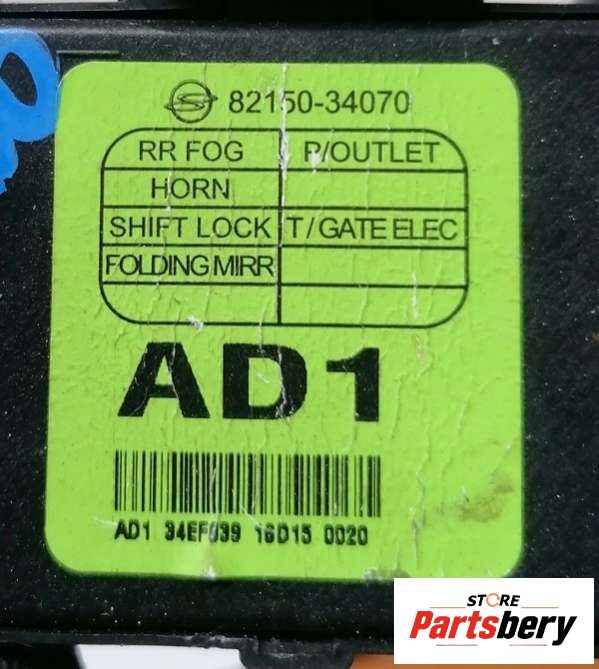 82150-34070
RR FOG P/OUTLET
HORN
SHIFT LOCK T/GATE ELEC
FOLDING MIRR
AD1
AD1 34EF039 16D15 0020
STORE
Partsbery